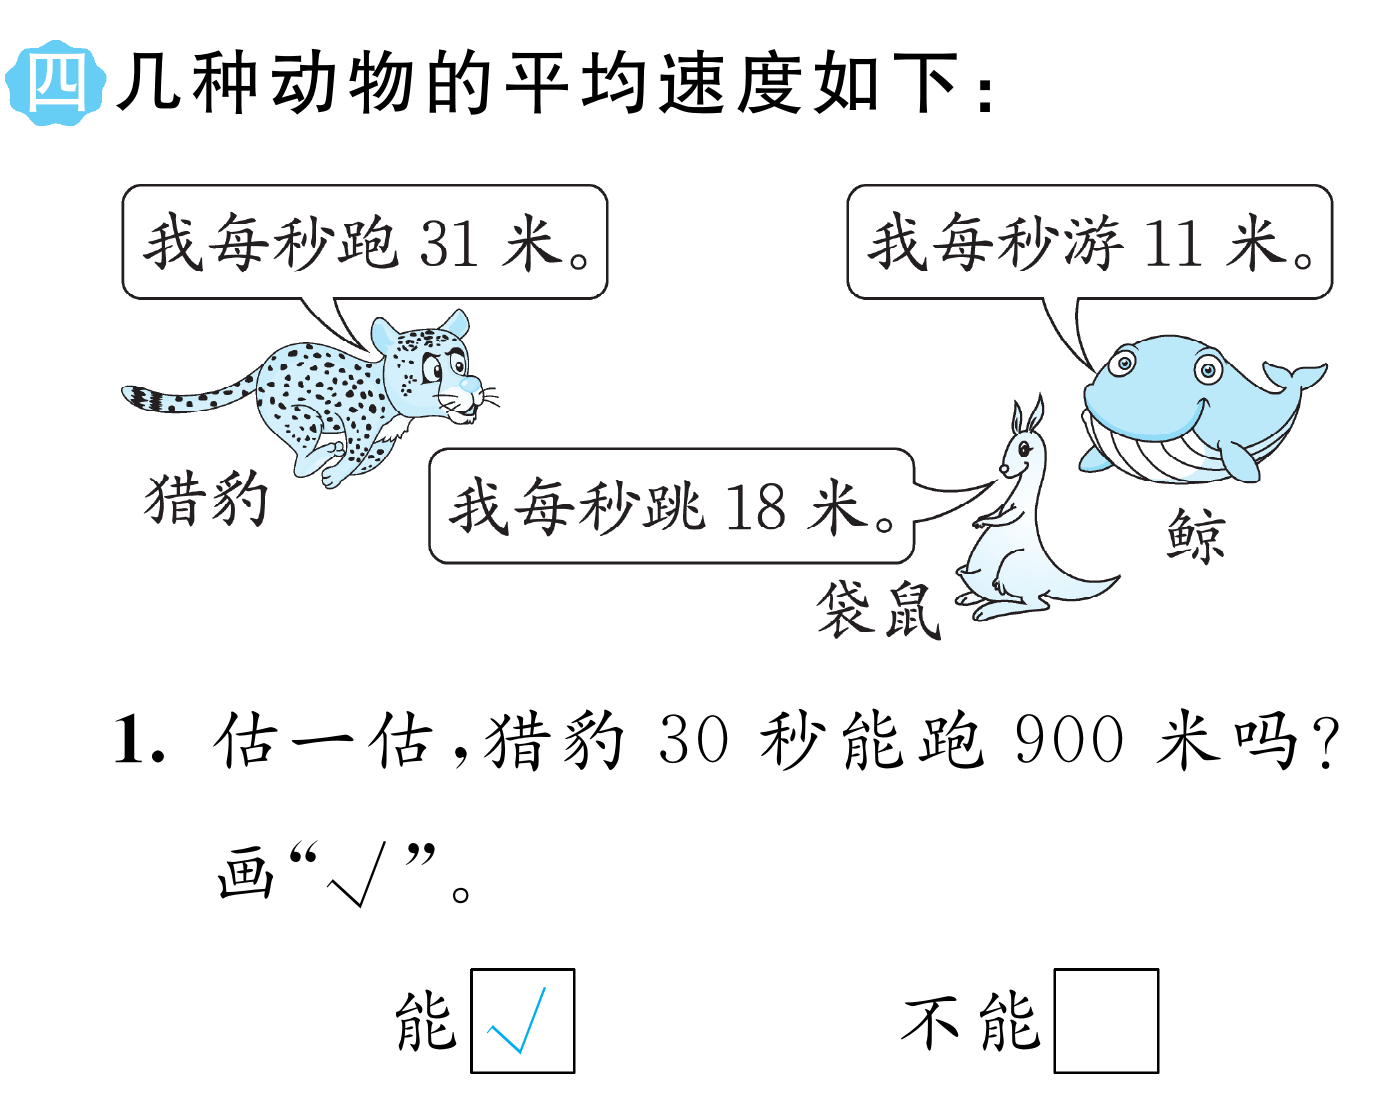 四 几种动物的平均速度如下:
我每秒跑 31 米。
我每秒游 11 米。
猎豹
我每秒跳 18 米。
鲸
袋鼠
1. 估一估,猎豹 30 秒能跑 900 米吗?
画“√”。
能 √ 不能